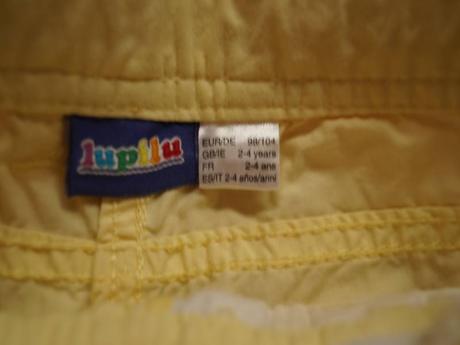 lupilu
EUR/DE 98/104
GB/IE 2-4 years
FR 2-4 ans
ES/IT 2-4 años/anni